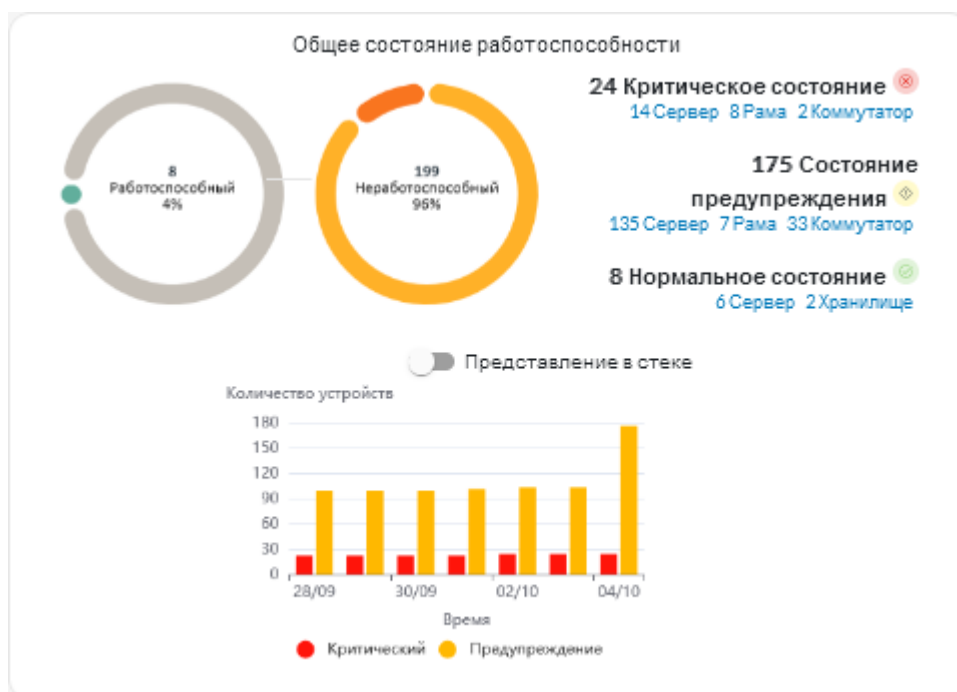 Общее состояние работоспособности
8
Работоспособный
4%
199
Неработоспособный
96%
24 Критическое состояние
14 Сервер 8 Рама 2 Коммутатор
175 Состояние
предупреждения
135 Сервер 7 Рама 33 Коммутатор
8 Нормальное состояние
6 Сервер 2 Хранилище
Представление в стеке
Количество устройств
180
150
120
90
60
30
0
28/09 30/09 02/10 04/10
Время
Критический Предупреждение